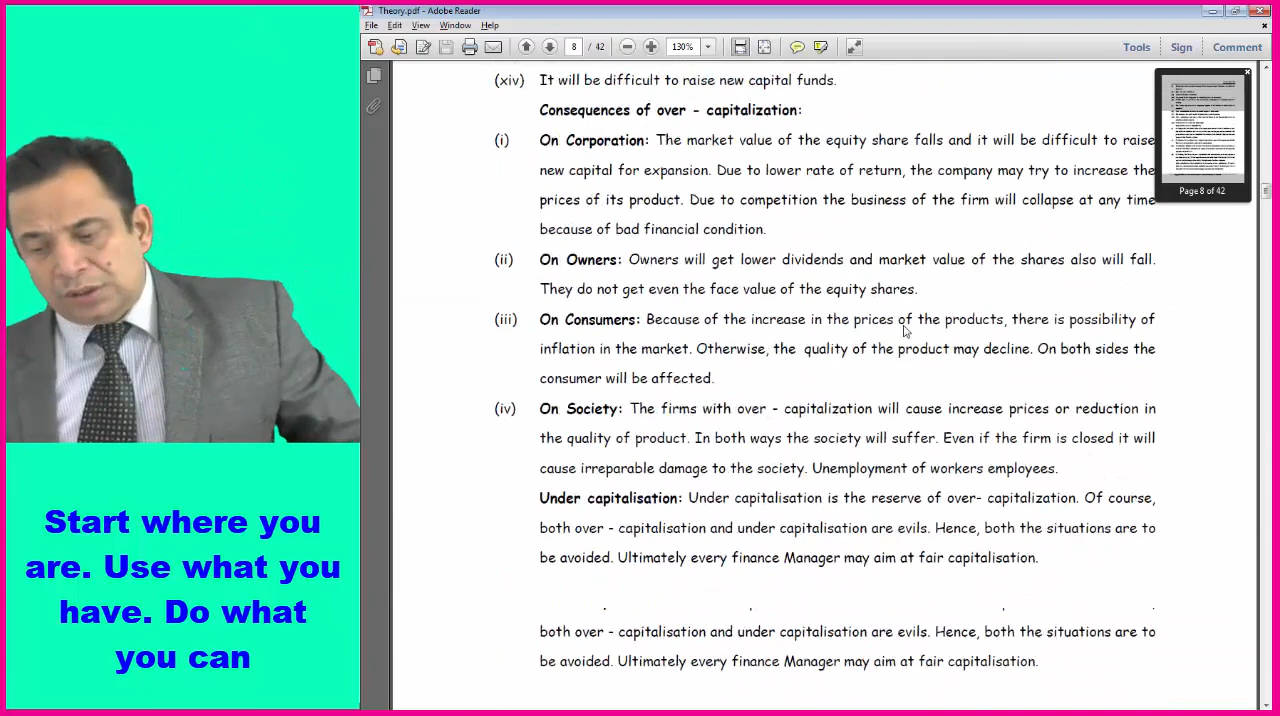 Theory.pdf - Adobe Reader
File Edit View Window Help
8 / 42 130% Tools Sign Comment
(xiv) It will be difficult to raise new capital funds.
Consequences of over - capitalization:
On Corporation: The market value of the equity share will and it will be difficult to raise
new capital for expansion. Due to lower rate of return, the company may try to increase the
prices of its product. Due to competition the business of the firm will collapse at any time
because of bad financial condition.
(ii) On Owners: Owners will get lower dividends and market value of the shares also will fall.
They do not get even the face value of the equity shares.
(iii) On Consumers: Because of the increase in the prices of the products, there is possibility of
inflation in the market. Otherwise, the quality of the product may decline. On both sides the
consumer will be affected.
(iv) On Society: The firms with over - capitalization will cause increase prices or reduction in
the quality of product. In both ways the society will suffer. Even if the firm is closed it will
cause irreparable damage to the society. Unemployment of workers employees.
Under capitalisation: Under capitalisation is the reserve of over- capitalization. Of course,
both over - capitalisation and under capitalisation are evils. Hence, both the situations are to
be avoided. Ultimately every finance Manager may aim at fair capitalisation.
both over - capitalisation and under capitalisation are evils. Hence, both the situations are to
be avoided. Ultimately every finance Manager may aim at fair capitalisation.
Page 8 of 42
Start where you
are. Use what you
have. Do what
you can